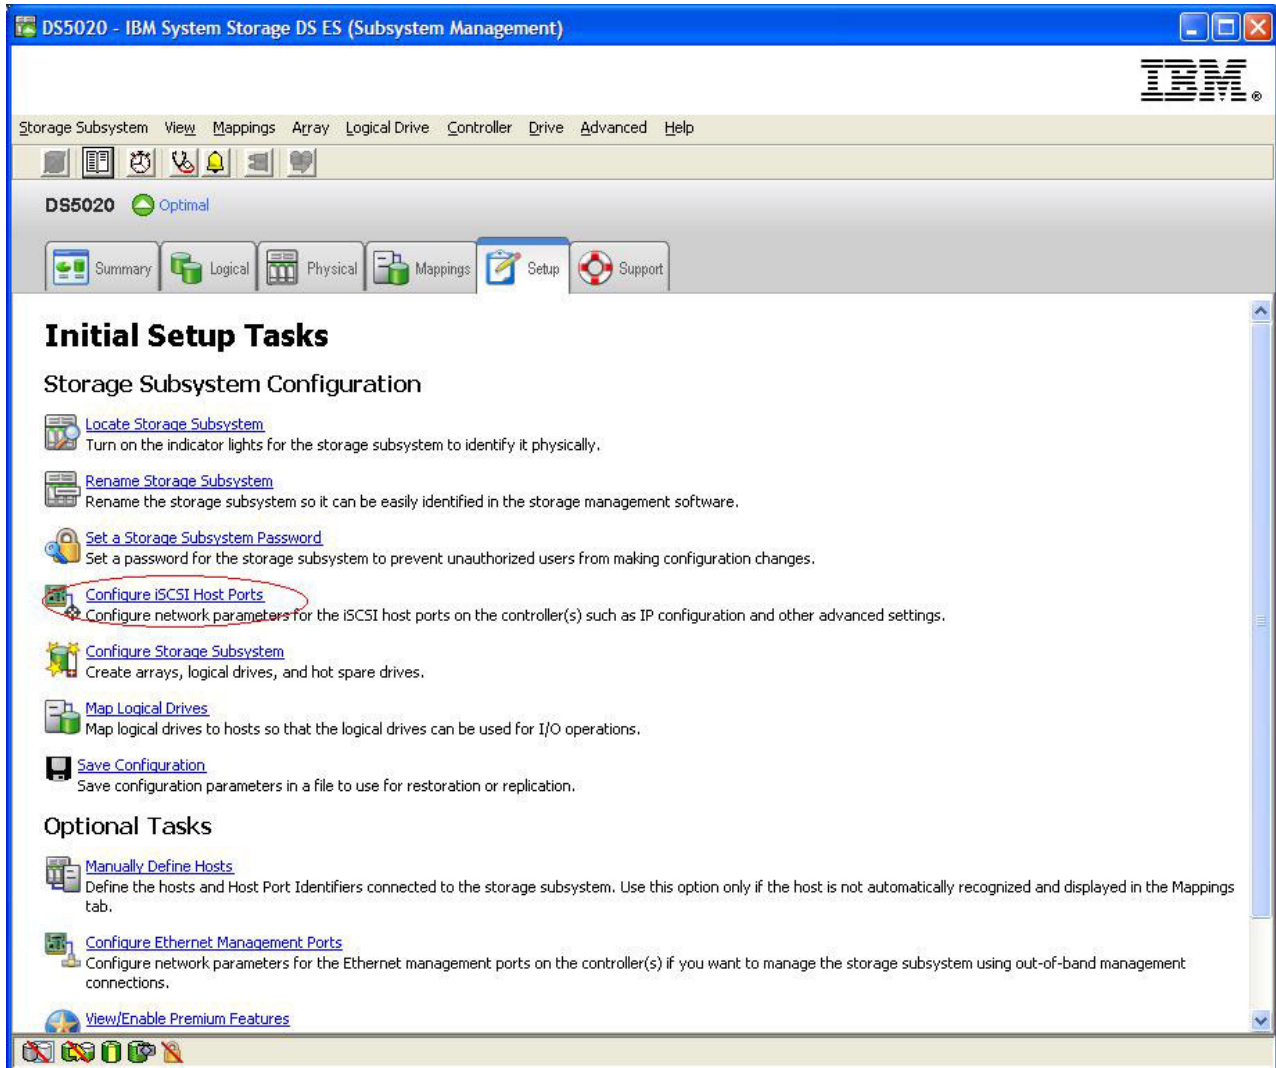 DS5020 - IBM System Storage DS ES (Subsystem Management)
IBM®
Storage Subsystem View Mappings Array Logical Drive Controller Drive Advanced Help
DS5020 Optimal
Summary Logical Physical Mappings Setup Support
Initial Setup Tasks
Storage Subsystem Configuration
Locate Storage Subsystem
Turn on the indicator lights for the storage subsystem to identify it physically.
Rename Storage Subsystem
Rename the storage subsystem so it can be easily identified in the storage management software.
Set a Storage Subsystem Password
Set a password for the storage subsystem to prevent unauthorized users from making configuration changes.
Configure iSCSI Host Ports
Configure network parameters for the iSCSI host ports on the controller(s) such as IP configuration and other advanced settings.
Configure Storage Subsystem
Create arrays, logical drives, and hot spare drives.
Map Logical Drives
Map logical drives to hosts so that the logical drives can be used for I/O operations.
Save Configuration
Save configuration parameters in a file to use for restoration or replication.
Optional Tasks
Manually Define Hosts
Define the hosts and Host Port Identifiers connected to the storage subsystem. Use this option only if the host is not automatically recognized and displayed in the Mappings
tab.
Configure Ethernet Management Ports
Configure network parameters for the Ethernet management ports on the controller(s) if you want to manage the storage subsystem using out-of-band management
connections.
View/Enable Premium Features